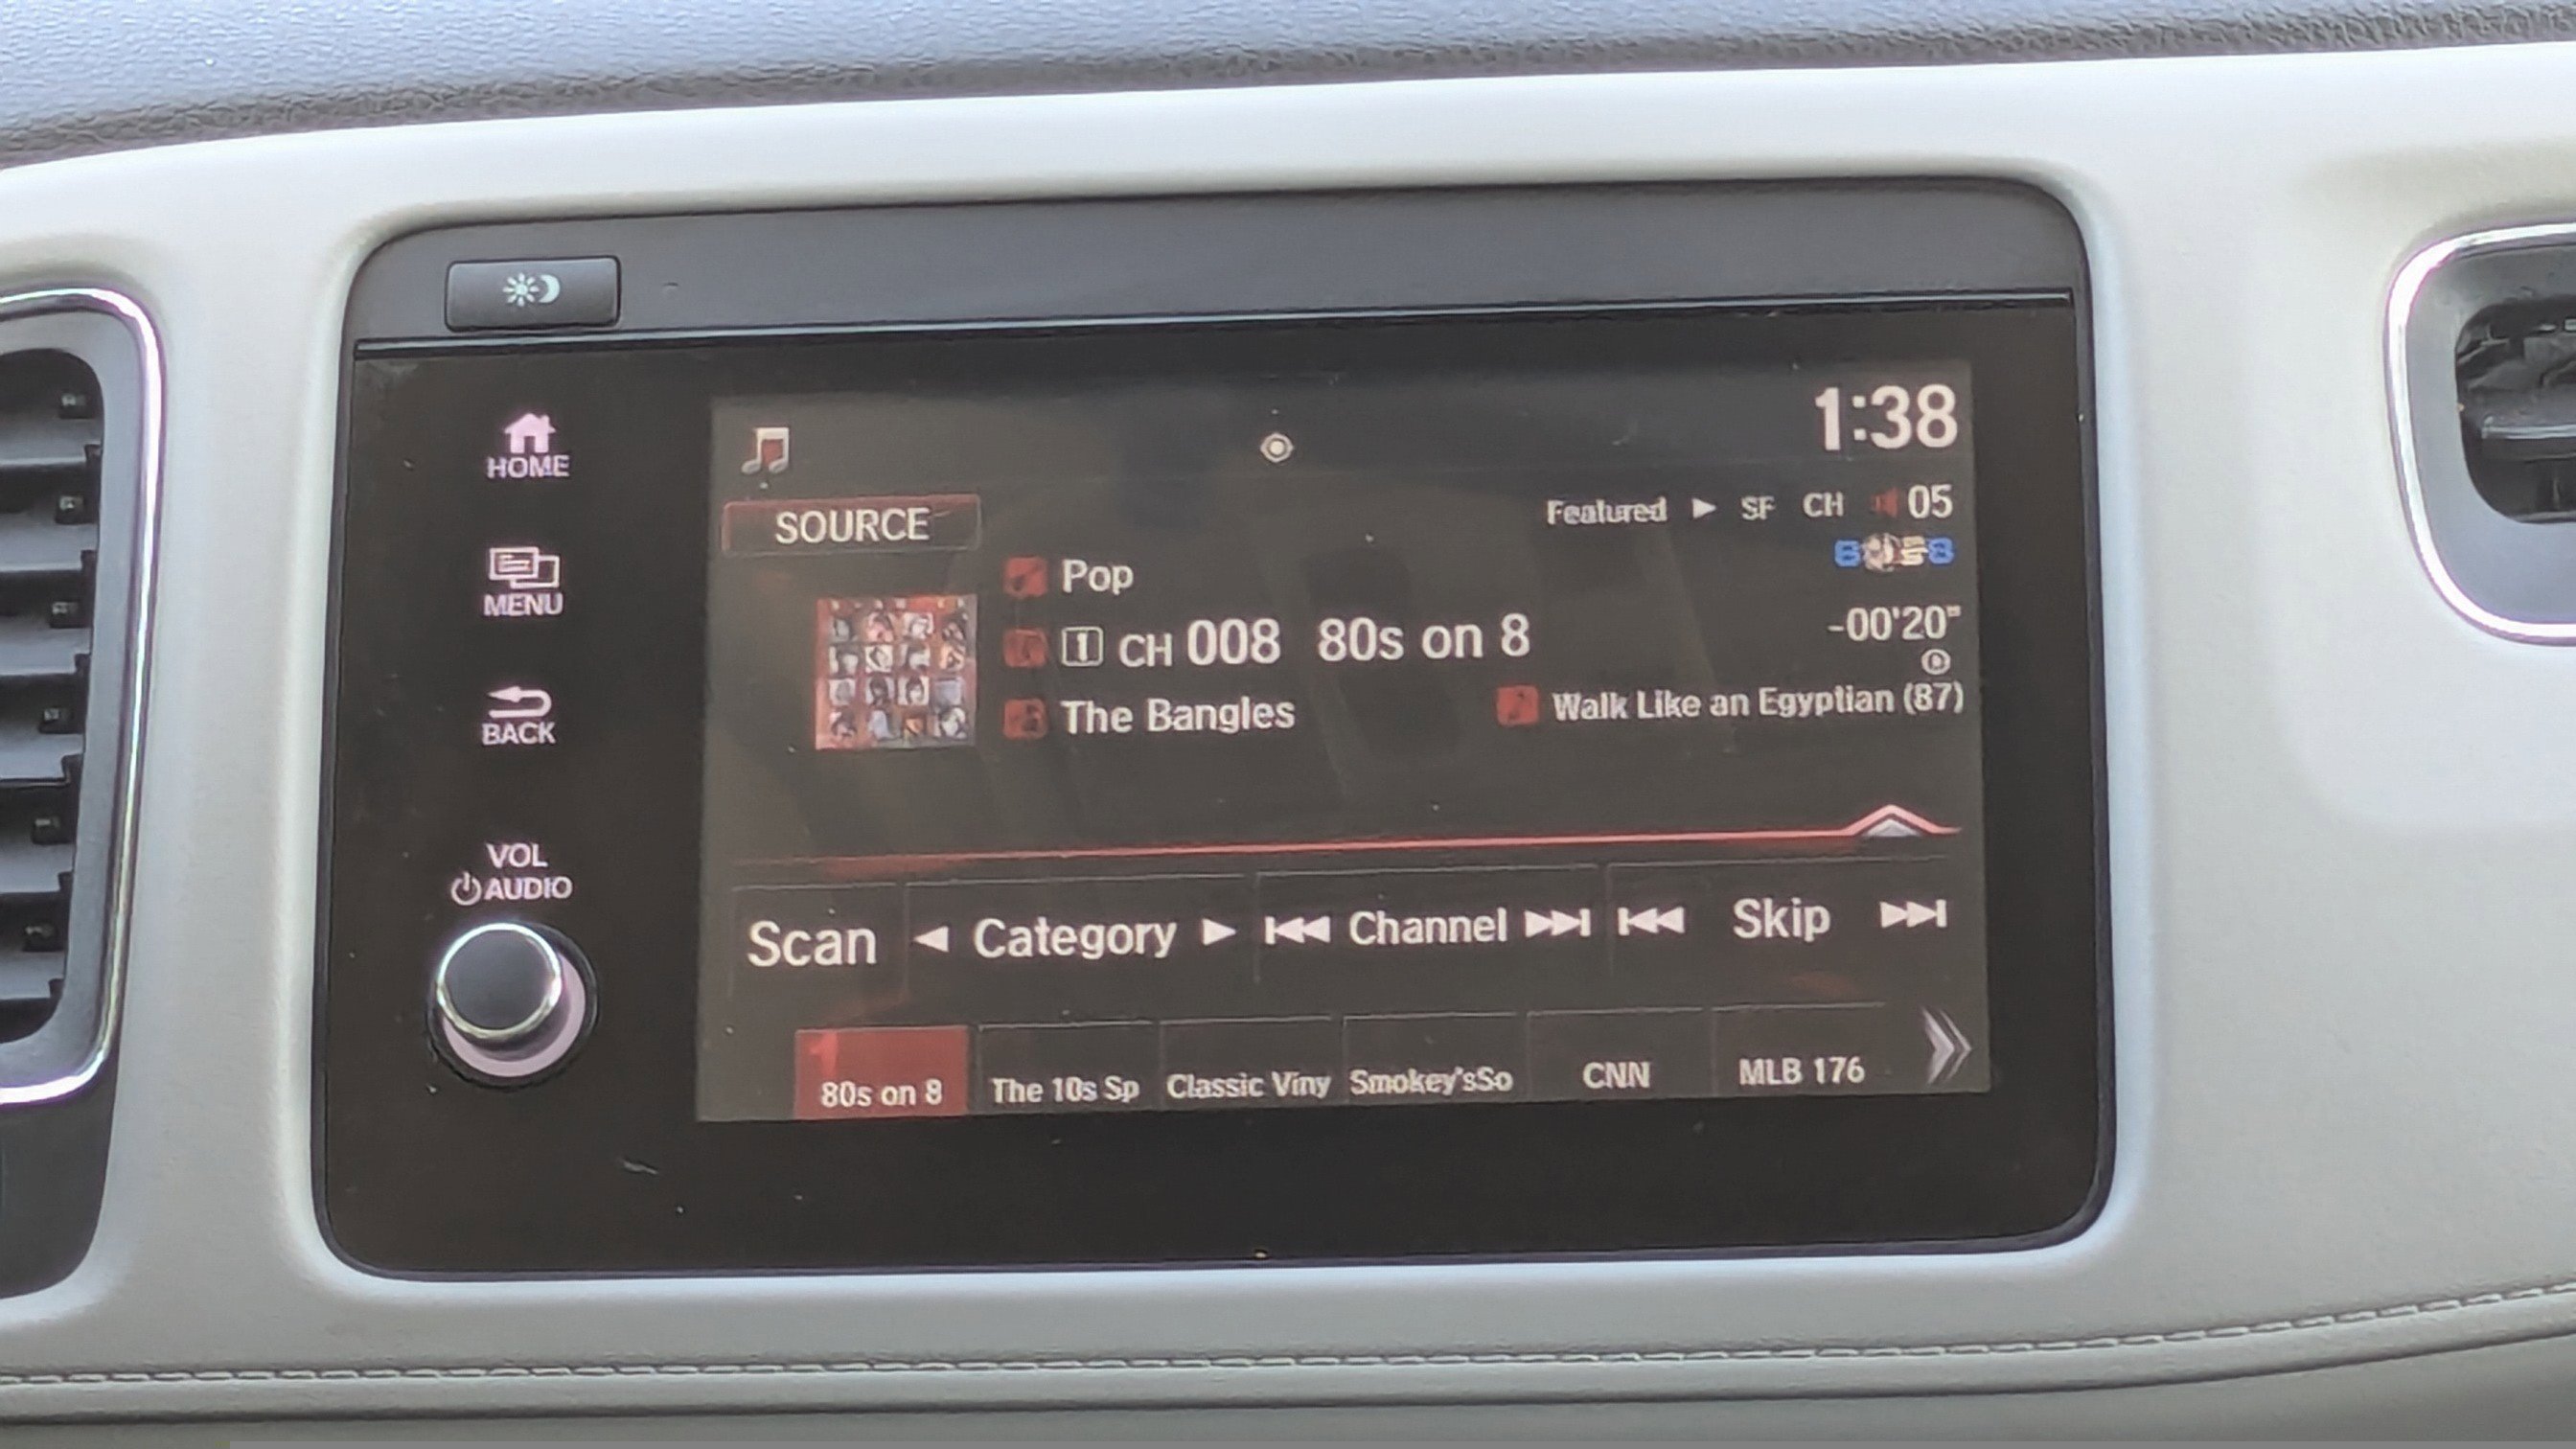 1:38
HOME
SOURCE
Featured ▶ SF CH 05
Pop
MENU
CH 008 80s on 8
-00'20"
The Bangles
Walk Like an Egyptian (87)
BACK
VOL
AUDIO
Scan ◀ Category ▶ Channel Skip
1
80s on 8 The 10s Sp Classic Viny Smokey'sSo CNN MLB 176